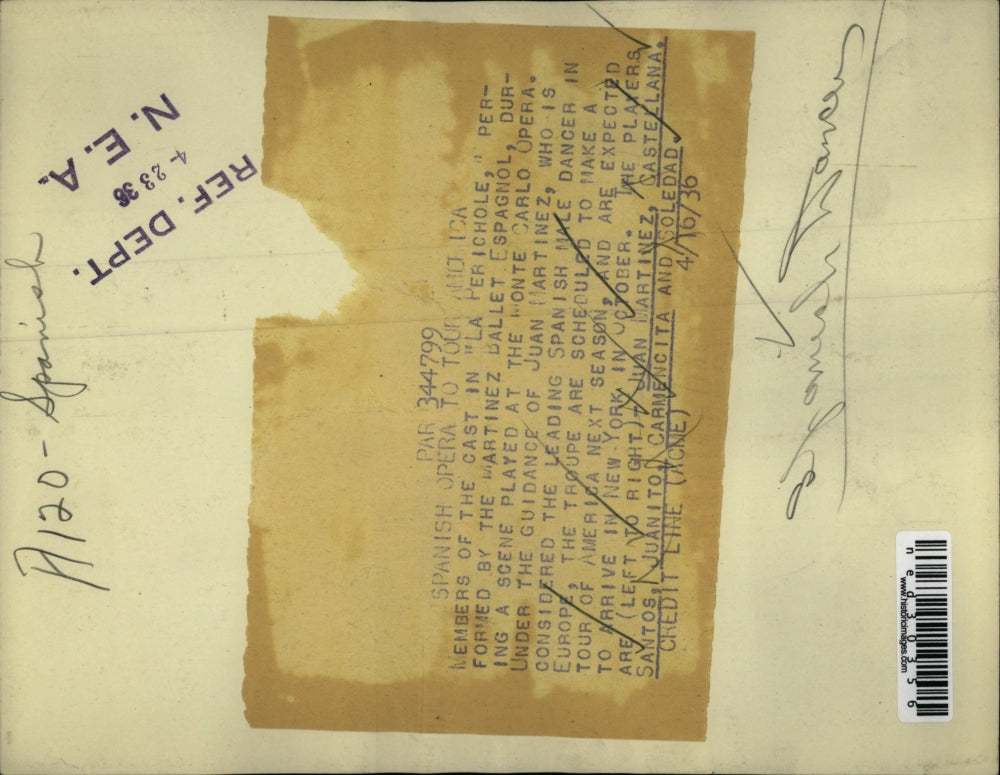 A120 - Spanish
REF. DEPT.
4 23 36
N. E. A.
PAR 344799
SPANISH OPERA TO TOUR AMERICA
MEMBERS OF THE CAST IN "LA PERICHOLE," PER-
FORMED BY THE MARTINEZ BALLET ESPAGNOL, DUR-
ING A SCENE PLAYED AT THE MONTE CARLO OPERA.
UNDER THE GUIDANCE OF JUAN MARTINEZ, WHO IS
CONSIDERED THE LEADING SPANISH MALE DANCER IN
EUROPE, THE TROUPE ARE SCHEDULED TO MAKE A
TOUR OF AMERICA NEXT SEASON, AND ARE EXPECTED
TO ARRIVE IN NEW YORK IN OCTOBER. THE PLAYERS
ARE (LEFT TO RIGHT), JUAN MARTINEZ, CASTELLANA,
SANTOS, JUANITO, CARMENCITA AND SOLEDAD.
CREDIT LINE (ACME) 4/16/36
Spanish Dances
www.historicimages.com
ned30356